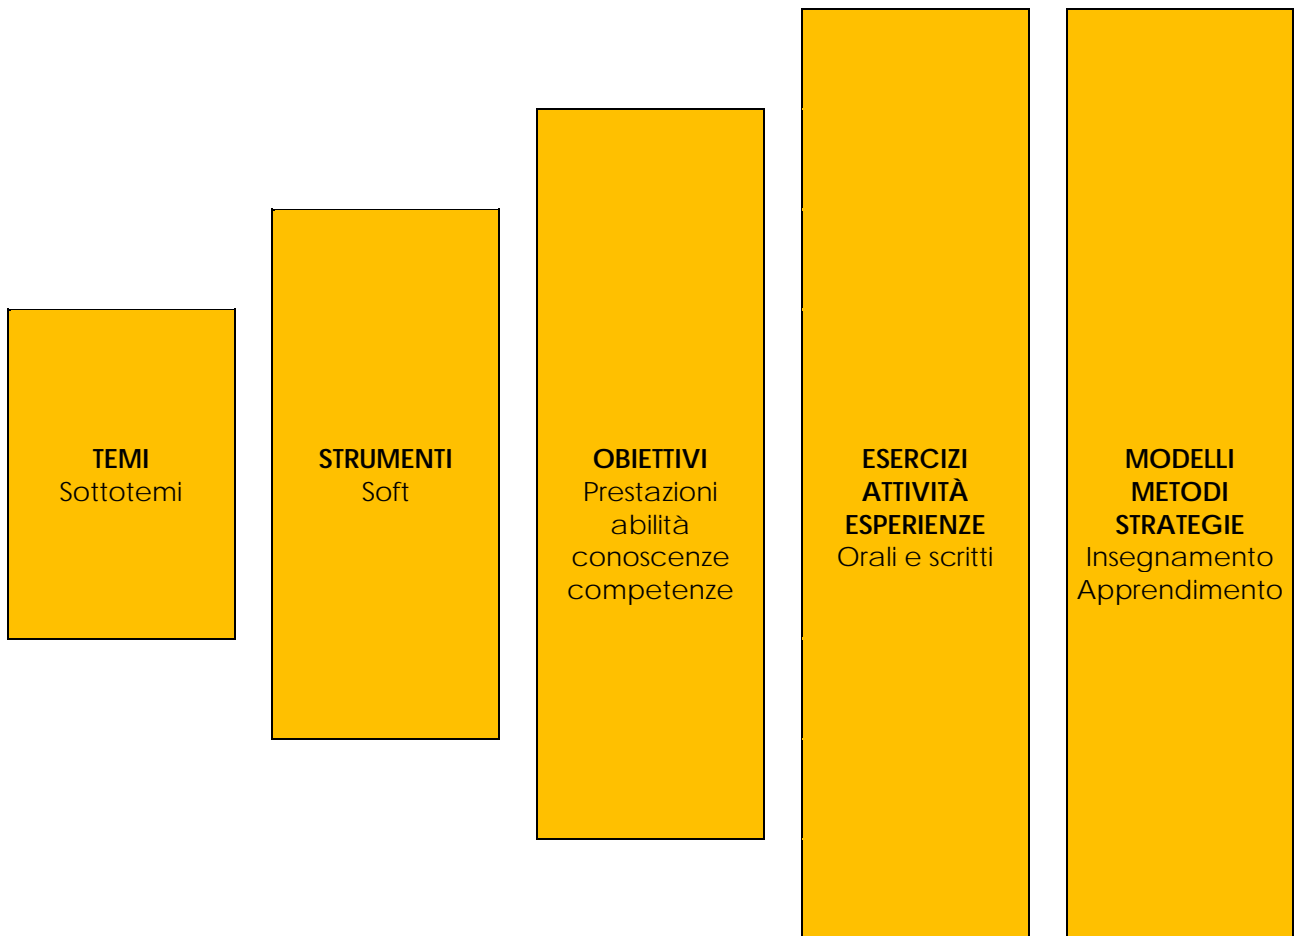 TEMI
Sottotemi
STRUMENTI
Soft
OBIETTIVI
Prestazioni
abilità
conoscenze
competenze
ESERCIZI
ATTIVITÀ
ESPERIENZE
Orali e scritti
MODELLI
METODI
STRATEGIE
Insegnamento
Apprendimento